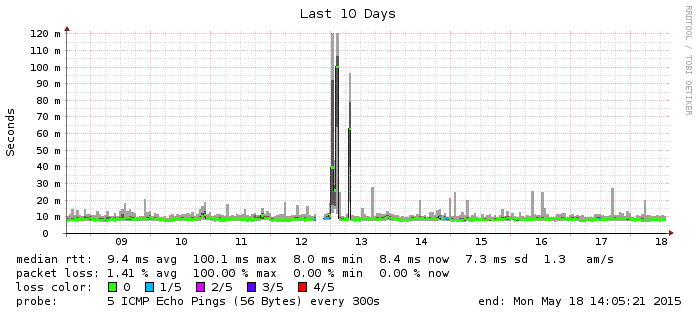 Last 10 Days
RRDTOOL / TOBI OETIKER
Seconds
120 m
110 m
100 m
90 m
80 m
70 m
60 m
50 m
40 m
30 m
20 m
10 m
0
09 10 11 12 13 14 15 16 17 18
median rtt: 9.4 ms avg 100.1 ms max 8.0 ms min 8.4 ms now 7.3 ms sd 1.3 am/s
packet loss: 1.41 % avg 100.00 % max 0.00 % min 0.00 % now
loss color: 0 1/5 2/5 3/5 4/5
probe: 5 ICMP Echo Pings (56 Bytes) every 300s end: Mon May 18 14:05:21 2015